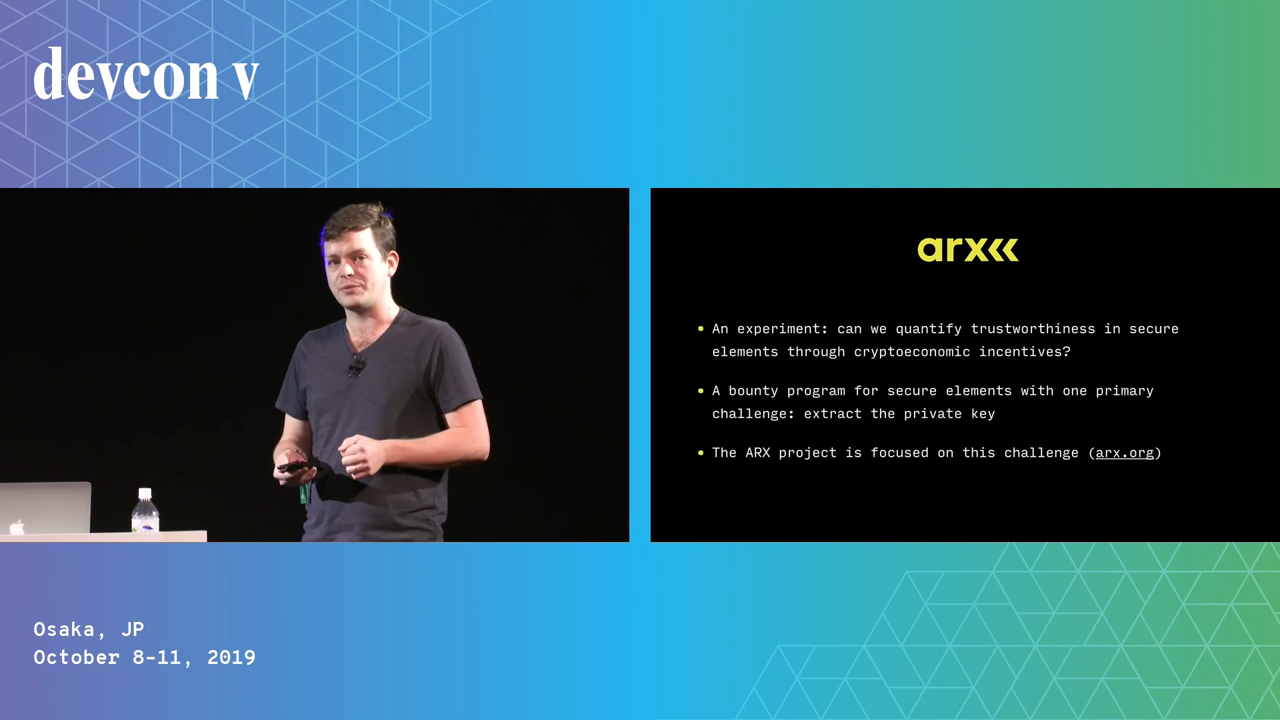 devcon v
arx
• An experiment: can we quantify trustworthiness in secure
elements through cryptoeconomic incentives?
• A bounty program for secure elements with one primary
challenge: extract the private key
• The ARX project is focused on this challenge (arx.org)
Osaka, JP
October 8-11, 2019